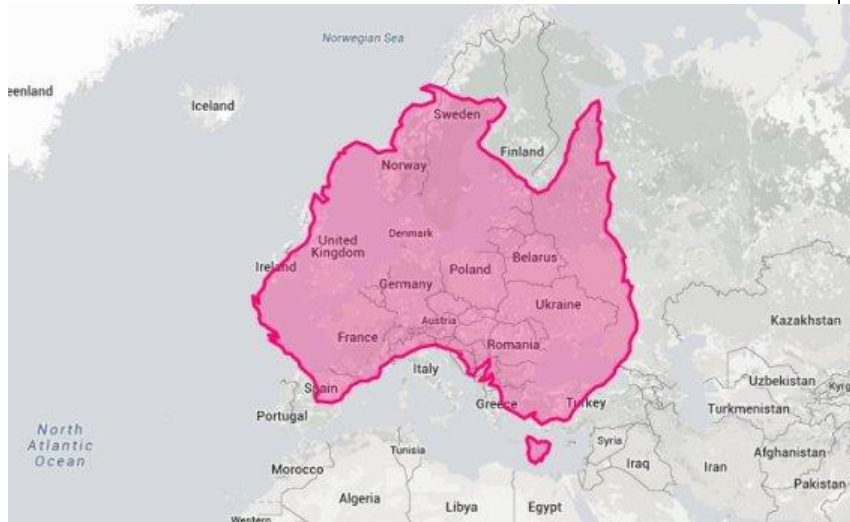 Norwegian Sea
eenland
Iceland
Sweden
Finland
Norway
Denmark
United
Kingdom
Ireland
Belarus
Poland
Germany
Ukraine
Austria
Kazakhstan
France
Romania
Italy
Uzbekistan
Kyrg
Spain
Portugal
Greece
Turkey
Turkmenistan
North
Atlantic
Ocean
Tunisia
Syria
Afghanistan
Morocco
Iraq
Iran
Pakistan
Algeria
Libya
Egypt
Western